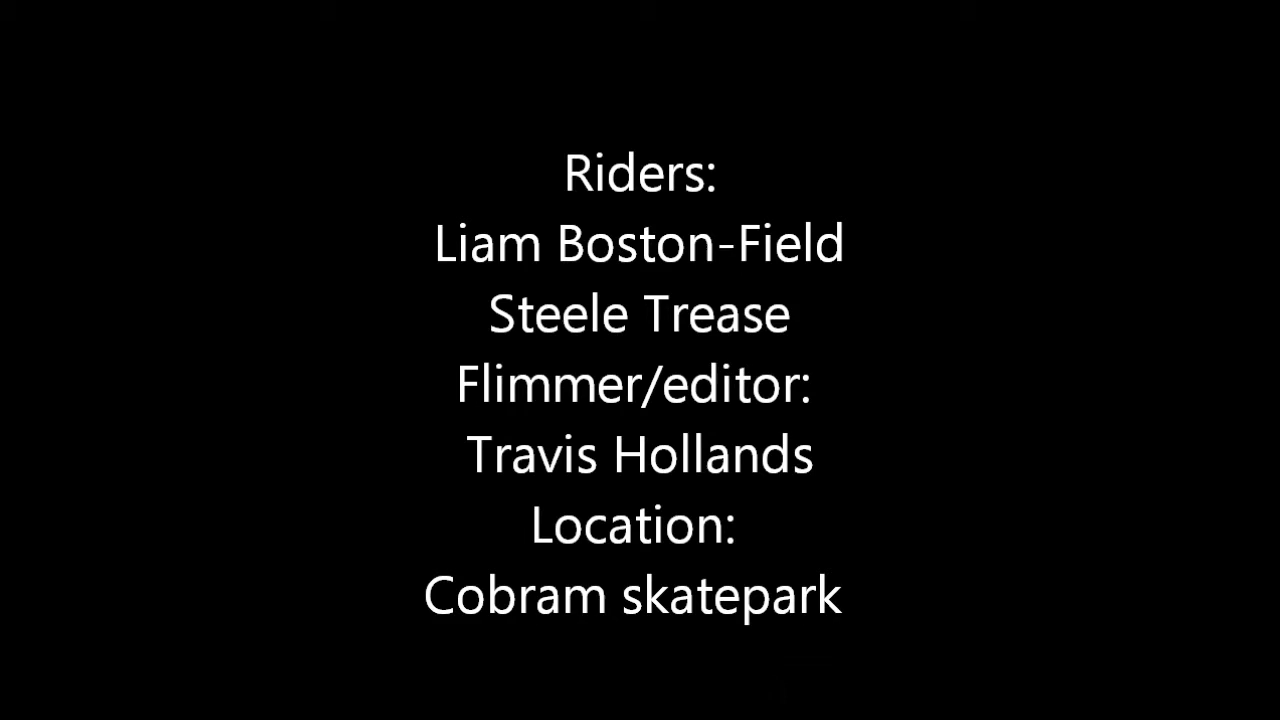 Riders:
Liam Boston-Field
Steele Trease
Flimmer/editor:
Travis Hollands
Location:
Cobram skatepark